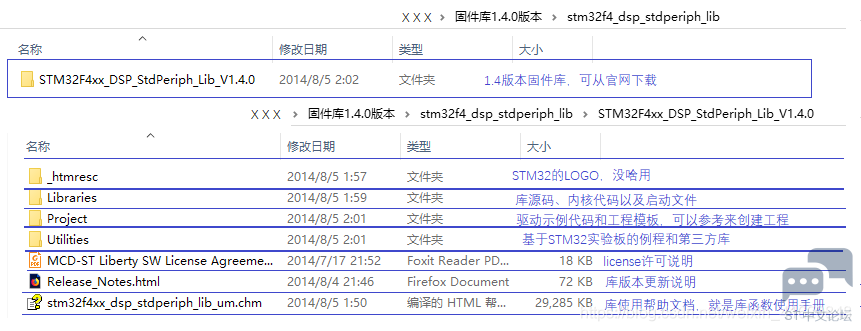 X X X > 固件库1.4.0版本 > stm32f4_dsp_stdperiph_lib
名称 修改日期 类型 大小
STM32F4xx_DSP_StdPeriph_Lib_V1.4.0 2014/8/5 2:02 文件夹 1.4版本固件库，可从官网下载
X X X > 固件库1.4.0版本 > stm32f4_dsp_stdperiph_lib > STM32F4xx_DSP_StdPeriph_Lib_V1.4.0
名称 修改日期 类型 大小
_htmresc 2014/8/5 1:57 文件夹 STM32的LOGO，没啥用
Libraries 2014/8/5 1:59 文件夹 库源码、内核代码以及启动文件
Project 2014/8/5 2:01 文件夹 驱动示例代码和工程模板，可以参考来创建工程
Utilities 2014/8/5 2:01 文件夹 基于STM32实验板的例程和第三方库
MCD-ST Liberty SW License Agreeme... 2014/7/17 21:52 Foxit Reader PD... 18 KB license许可说明
Release_Notes.html 2014/8/4 21:46 Firefox Document 72 KB 库版本更新说明
stm32f4xx_dsp_stdperiph_lib_um.chm 2014/8/5 1:50 编译的 HTML 帮... 29,285 KB 库使用帮助文档，就是库函数使用手册
ST中文论坛